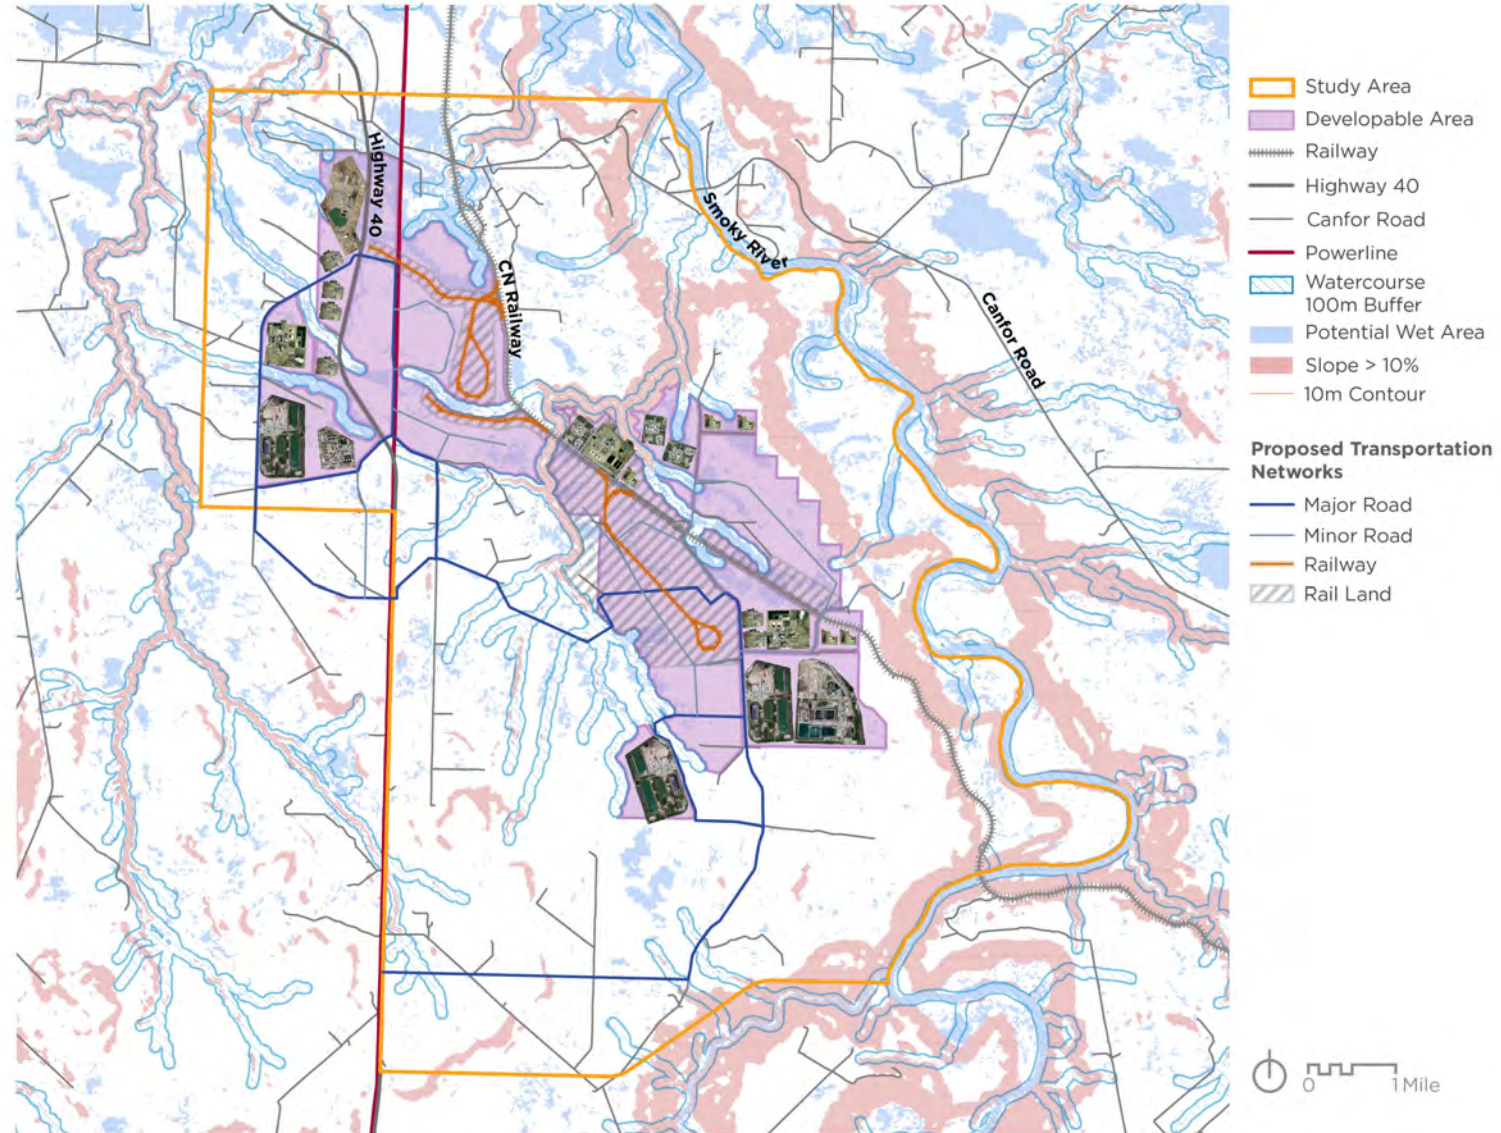 Highway 40
CN Railway
Smoky River
Canfor Road
Study Area
Developable Area
Railway
Highway 40
Canfor Road
Powerline
Watercourse
100m Buffer
Potential Wet Area
Slope > 10%
10m Contour
Proposed Transportation
Networks
Major Road
Minor Road
Railway
Rail Land
0 1 Mile